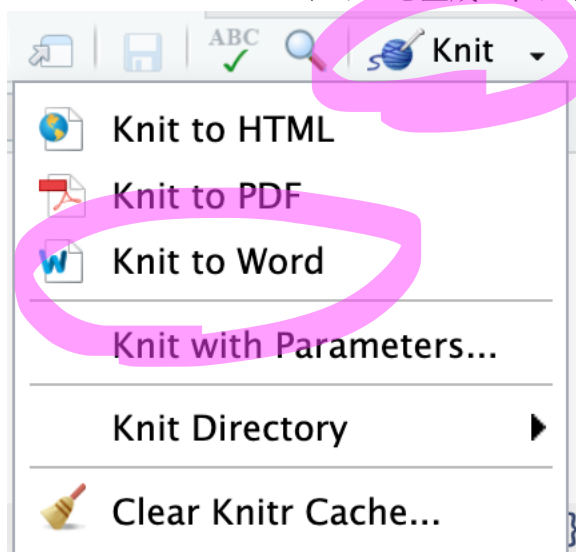 ABC Knit
Knit to HTML
Knit to PDF
W Knit to Word
Knit with Parameters...
Knit Directory
Clear Knitr Cache...
}